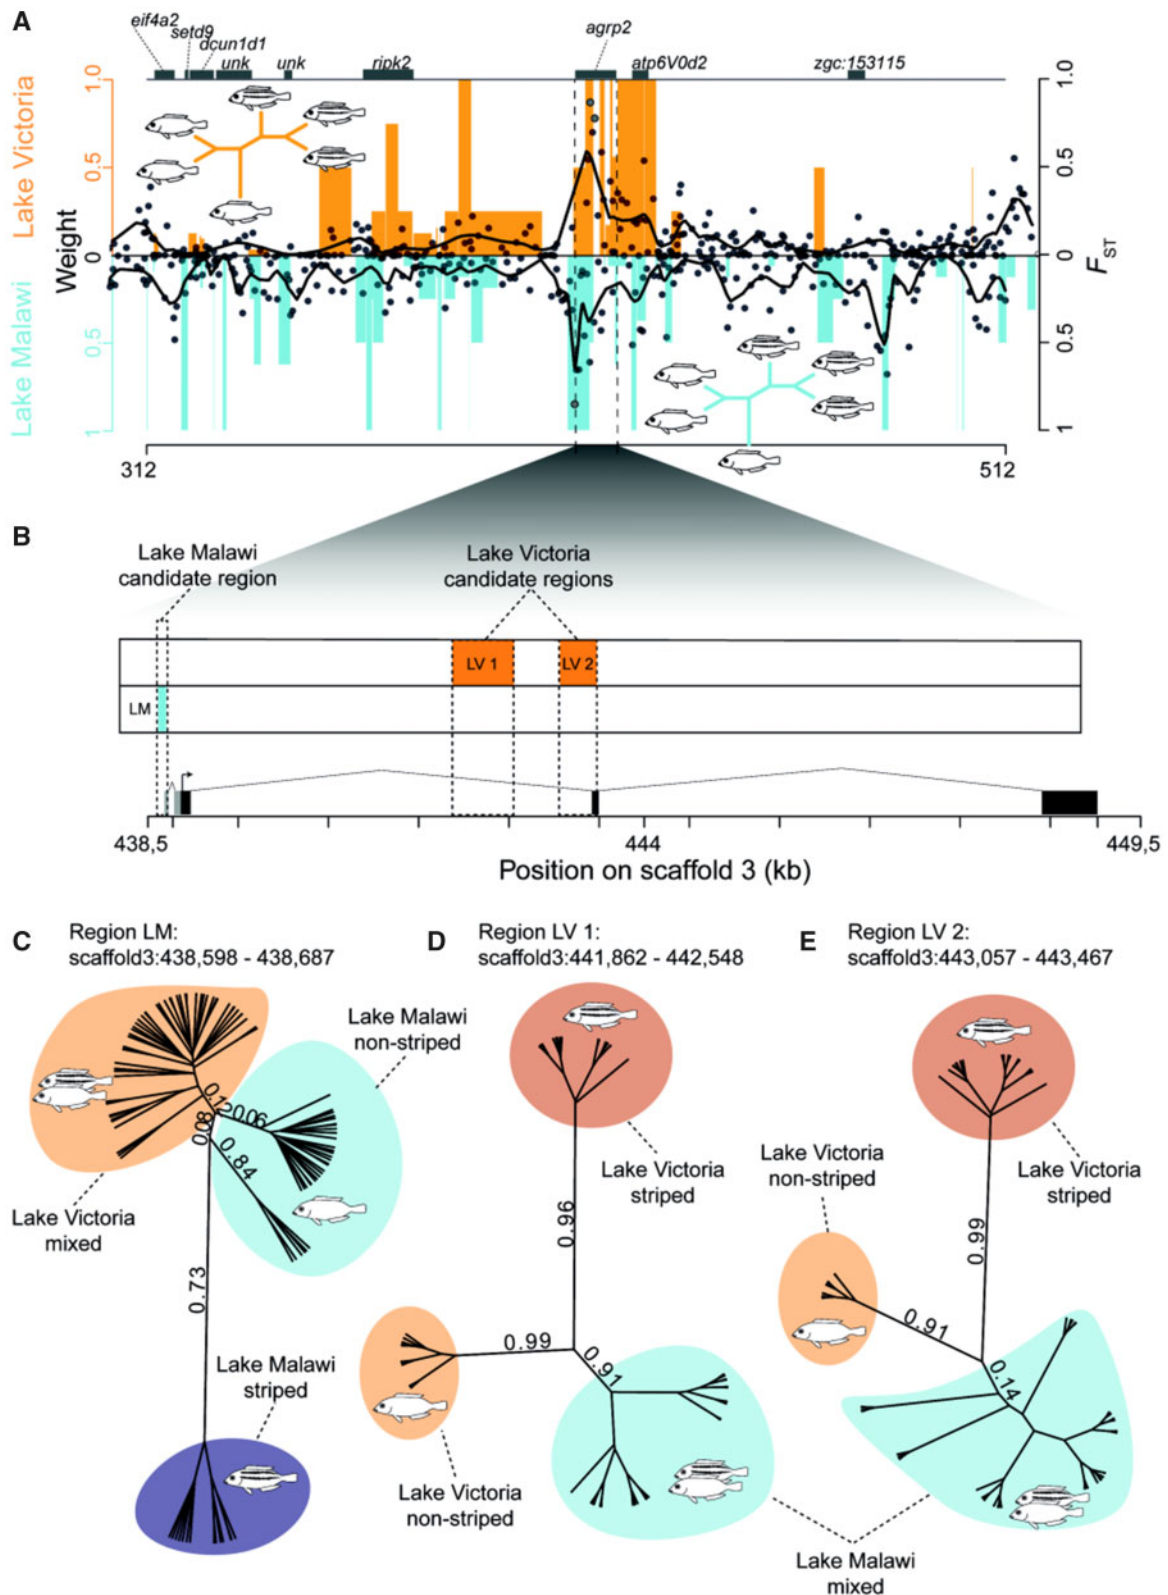 A
eif4a2
setd9
dcun1d1
unk
unk
ripk2
agrp2
atp6V0d2
zgc:153115
Lake Victoria
Lake Malawi
Weight
1.0
0.5
0
0.5
1
1.0
0.5
0
0.5
1
FST
312
512
B
Lake Malawi
candidate region
Lake Victoria
candidate regions
LV 1
LV 2
LM
438,5
444
449,5
Position on scaffold 3 (kb)
C
Region LM:
scaffold3:438,598 - 438,687
D
Region LV 1:
scaffold3:441,862 - 442,548
E
Region LV 2:
scaffold3:443,057 - 443,467
Lake Malawi
non-striped
0.06
0.08
0.84
0.73
Lake Victoria
mixed
Lake Malawi
striped
Lake Victoria
striped
0.96
0.99
0.91
Lake Victoria
non-striped
Lake Victoria
non-striped
Lake Victoria
striped
0.99
0.91
0.14
Lake Malawi
mixed